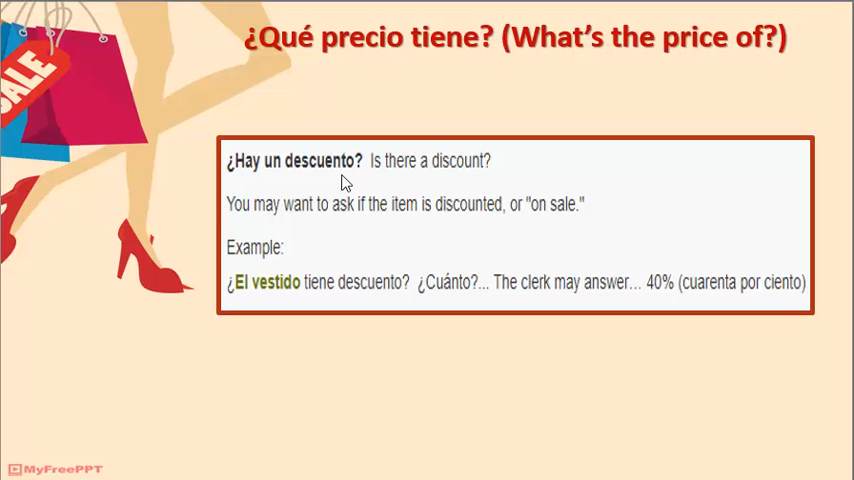 ¿Qué precio tiene? (What's the price of?)
SALE
¿Hay un descuento? Is there a discount?
You may want to ask if the item is discounted, or "on sale."
Example:
¿El vestido tiene descuento? ¿Cuánto?... The clerk may answer... 40% (cuarenta por ciento)
MyFreePPT